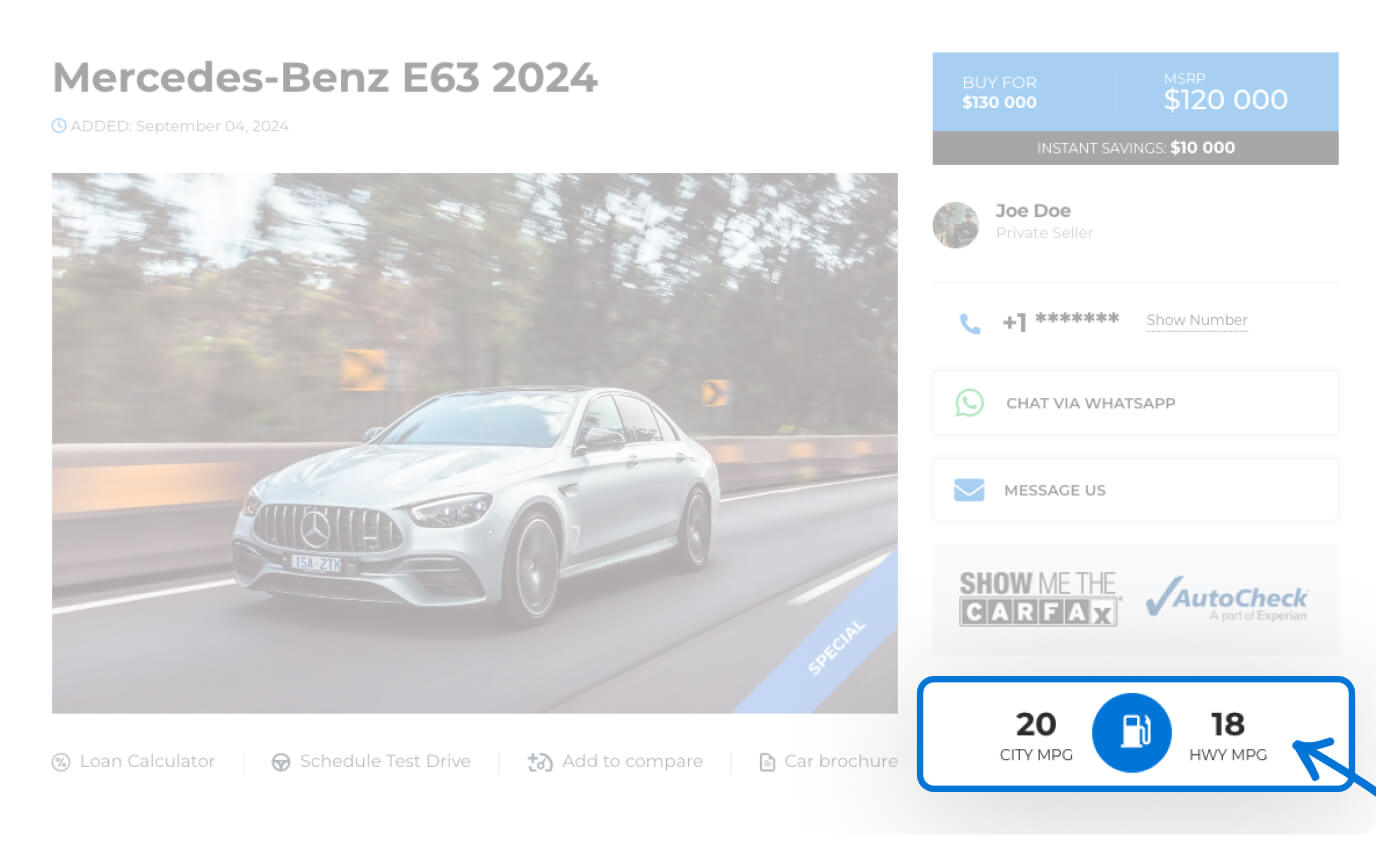 Mercedes-Benz E63 2024
ADDED: September 04, 2024
1SA-2TK
SPECIAL
Loan Calculator
Schedule Test Drive
Add to compare
Car brochure
BUY FOR
$130 000
MSRP
$120 000
INSTANT SAVINGS: $10 000
Joe Doe
Private Seller
+1 ******* Show Number
CHAT VIA WHATSAPP
MESSAGE US
SHOW ME THE
CARFAX
AutoCheck
A part of Experian
20
CITY MPG
18
HWY MPG